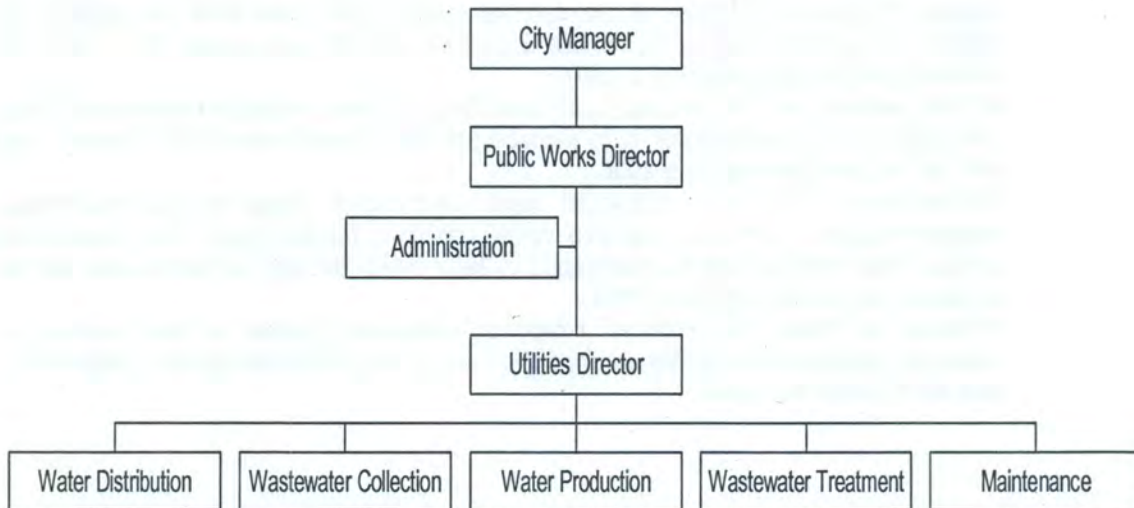 City Manager
Public Works Director
Administration
Utilities Director
Water Distribution
Wastewater Collection
Water Production
Wastewater Treatment
Maintenance